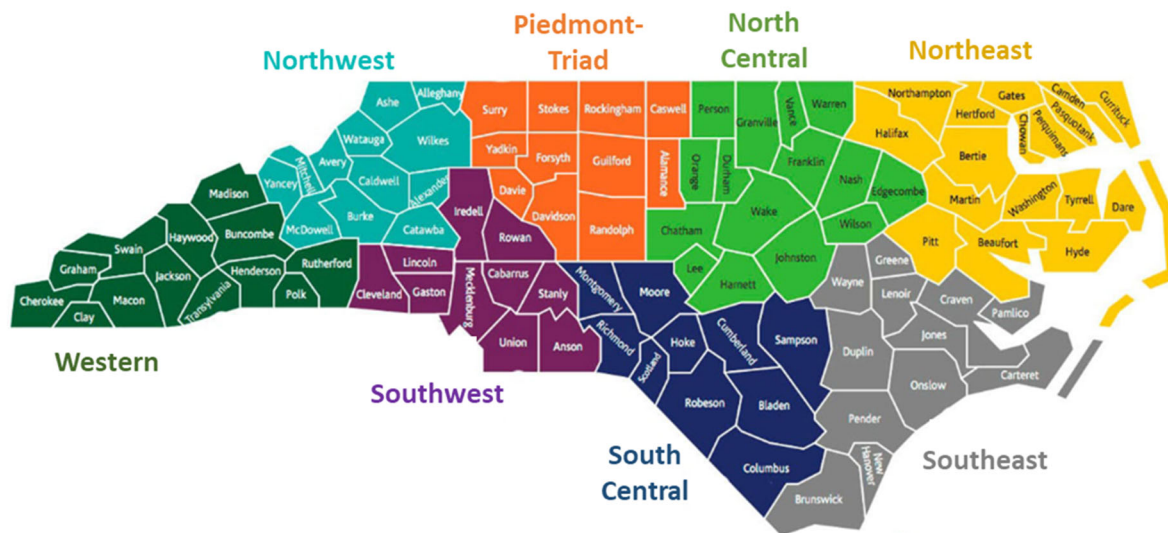 Piedmont-
Triad
North
Central
Northeast
Northwest
Ashe
Alleghany
Surry
Stokes
Rockingham
Caswell
Person
Granville
Vance
Warren
Northampton
Gates
Camden
Currituck
Pasquotank
Perquimans
Hertford
Chowan
Halifax
Watauga
Wilkes
Yadkin
Forsyth
Guilford
Alamance
Orange
Durham
Franklin
Nash
Edgecombe
Bertie
Mitchell
Avery
Yancey
Caldwell
Alexander
Madison
Davie
Iredell
Davidson
Randolph
Chatham
Wake
Wilson
Martin
Washington
Tyrrell
Dare
McDowell
Burke
Catawba
Rowan
Buncombe
Haywood
Swain
Rutherford
Lincoln
Lee
Johnston
Pitt
Beaufort
Hyde
Greene
Graham
Jackson
Henderson
Polk
Transylvania
Cleveland
Gaston
Mecklenburg
Cabarrus
Stanly
Montgomery
Moore
Harnett
Wayne
Lenoir
Craven
Pamlico
Cherokee
Macon
Clay
Union
Anson
Richmond
Scotland
Hoke
Cumberland
Sampson
Duplin
Jones
Onslow
Carteret
Western
Southwest
Robeson
Bladen
Pender
New
Hanover
Columbus
Brunswick
South
Central
Southeast